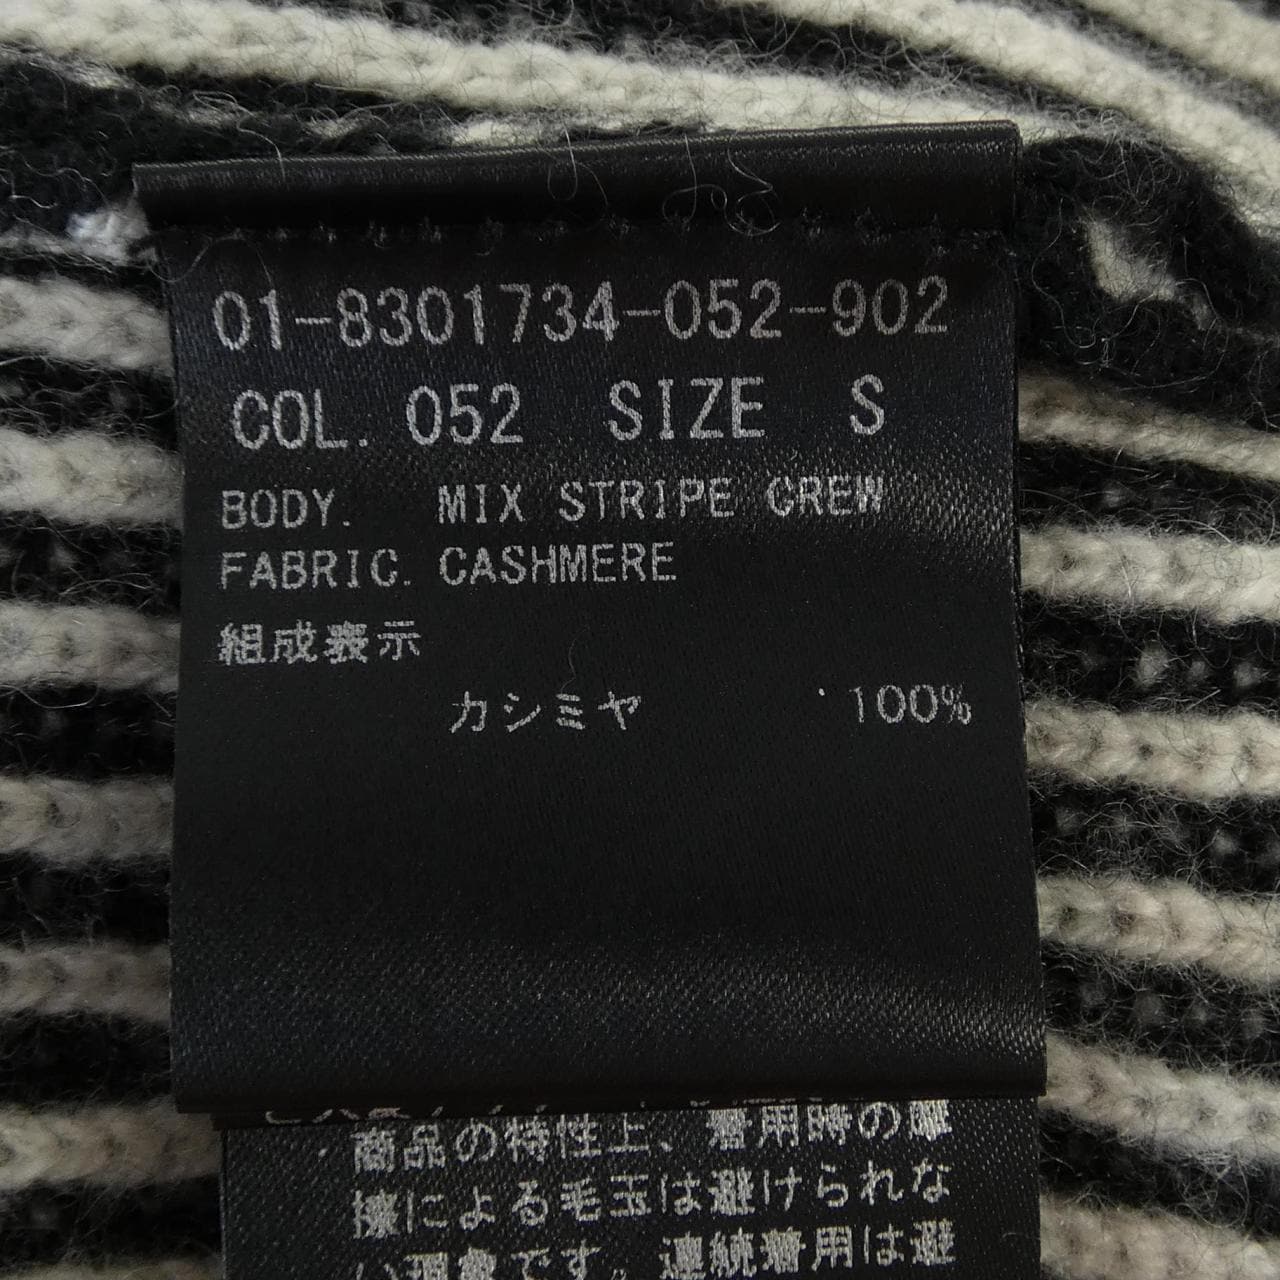 01-8301734-052-902
COL. 052 SIZE S
BODY. MIX STRIPE CREW
FABRIC. CASHMERE
組成表示
カシミヤ 100%
・商品の特性上、着用時の摩
擦による毛玉は避けられな
い現象です。連続着用は避